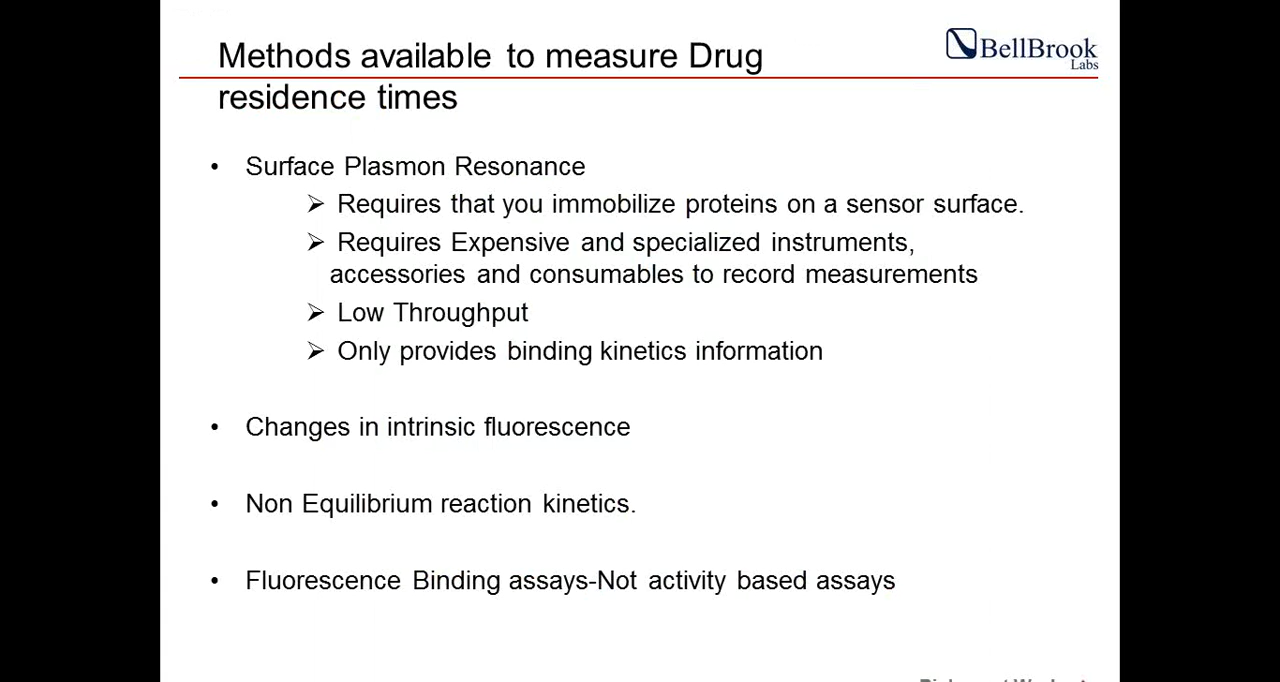 Methods available to measure Drug
residence times
BellBrook
Labs
• Surface Plasmon Resonance
➢ Requires that you immobilize proteins on a sensor surface.
➢ Requires Expensive and specialized instruments,
accessories and consumables to record measurements
➢ Low Throughput
➢ Only provides binding kinetics information
• Changes in intrinsic fluorescence
• Non Equilibrium reaction kinetics.
• Fluorescence Binding assays-Not activity based assays